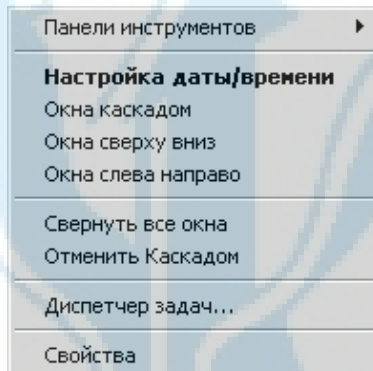 Панели инструментов
Настройка даты/времени
Окна каскадом
Окна сверху вниз
Окна слева направо
Свернуть все окна
Отменить Каскадом
Диспетчер задач...
Свойства